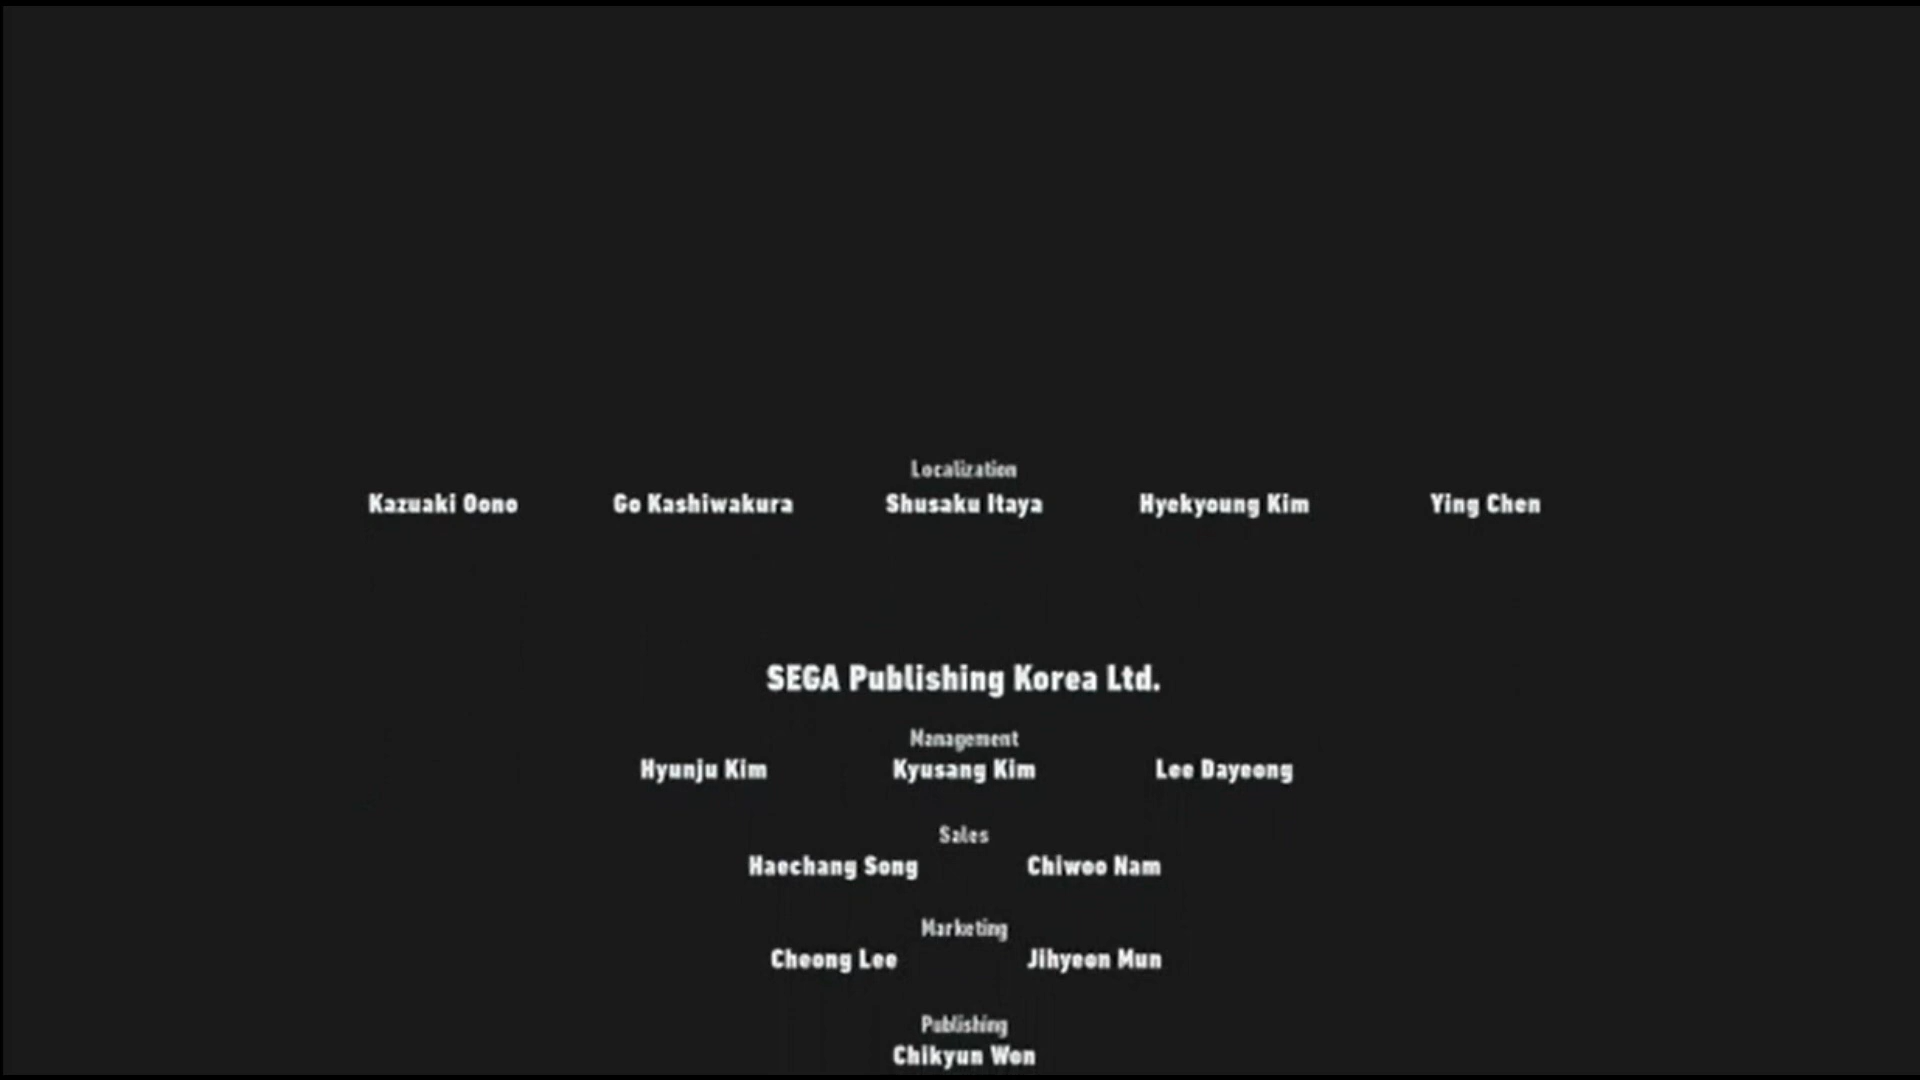 Localization
Kazuaki Oono Go Kashiwakura Shusaku Itaya Hyekyoung Kim Ying Chen
SEGA Publishing Korea Ltd.
Management
Hyunju Kim Kyusang Kim Lee Dayeong
Sales
Haechang Song Chiwoo Nam
Marketing
Cheong Lee Jihyeon Mun
Publishing
Chikyun Won